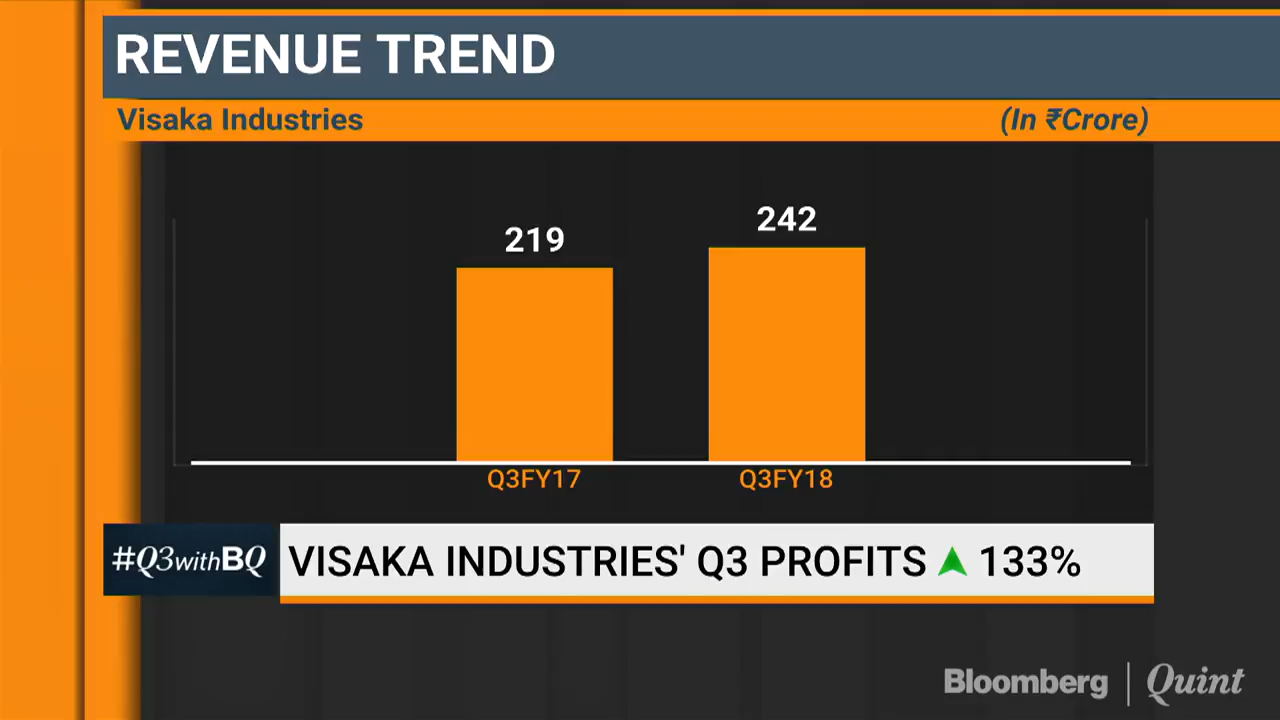 REVENUE TREND
Visaka Industries
(In ₹Crore)
219
242
Q3FY17
Q3FY18
#Q3withBQ
VISAKA INDUSTRIES' Q3 PROFITS 133%
Bloomberg | Quint